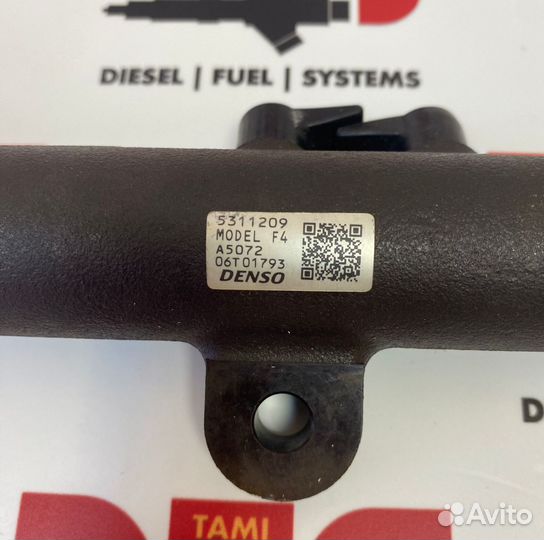 DIESEL | FUEL | SYSTEMS
5311209
MODEL F4
A5072
06T01793
DENSO
D
TAMI
Avito